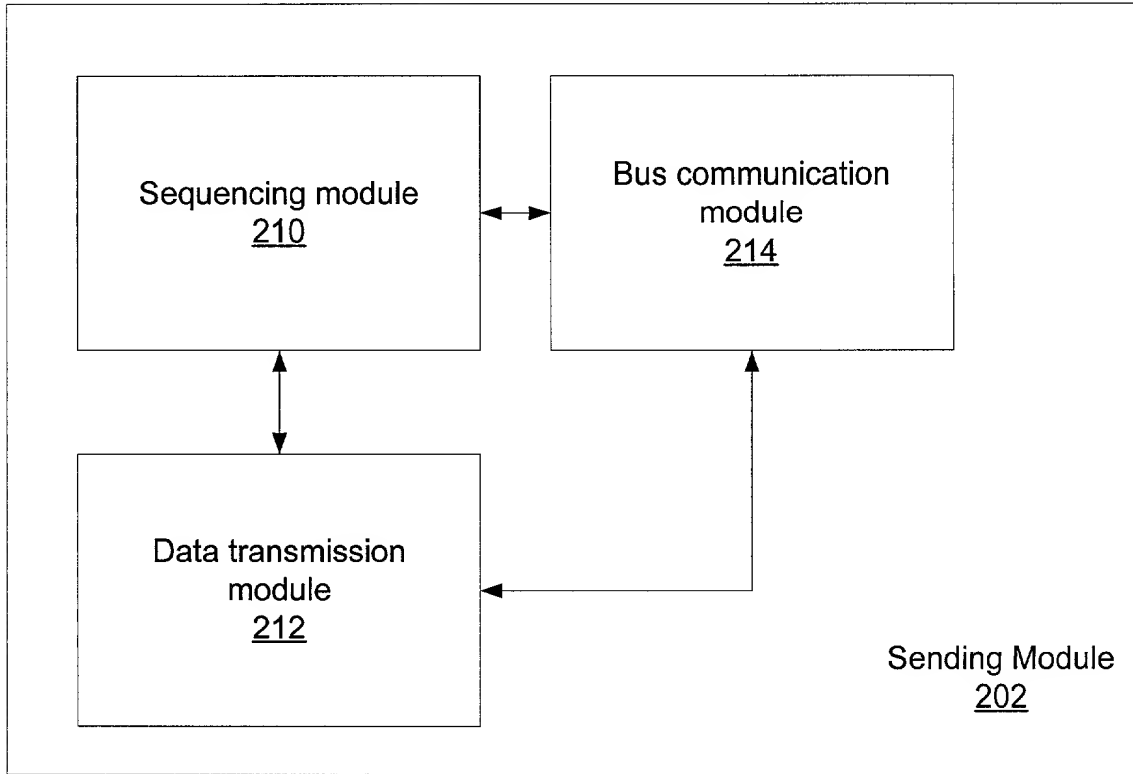 Sequencing module
210
Bus communication
module
214
Data transmission
module
212
Sending Module
202